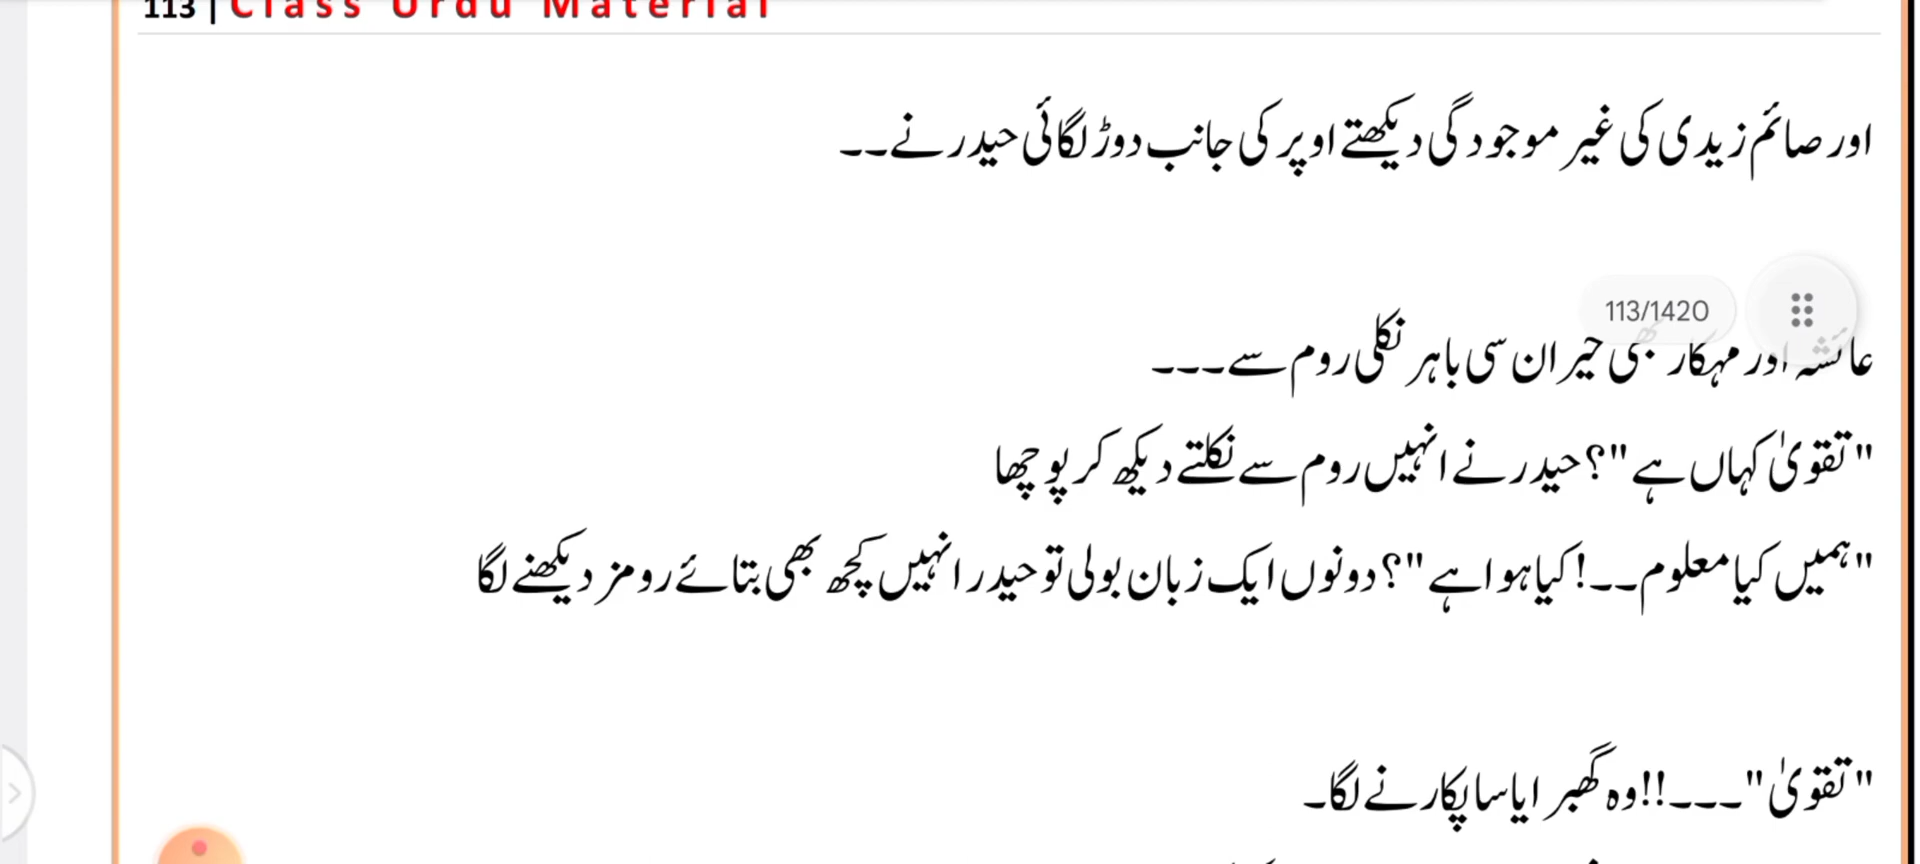 113 | Class Urdu Material
اور صائم زیدی کی غیر موجودگی دیکھتے اوپر کی جانب دوڑ لگائی حیدر نے۔۔
113/1420
عائشہ اور مہکار بھی حیران سی باہر نکلی روم سے۔۔۔
"تقویٰ کہاں ہے"؟ حیدر نے انہیں روم سے نکلتے دیکھ کر پوچھا
"ہمیں کیا معلوم۔۔! کیا ہوا ہے"؟ دونوں ایک زبان بولی تو حیدر انہیں کچھ بھی بتائے رومز دیکھنے لگا
"تقویٰ"۔۔۔!! وہ گھبرایا سا پکارنے لگا۔